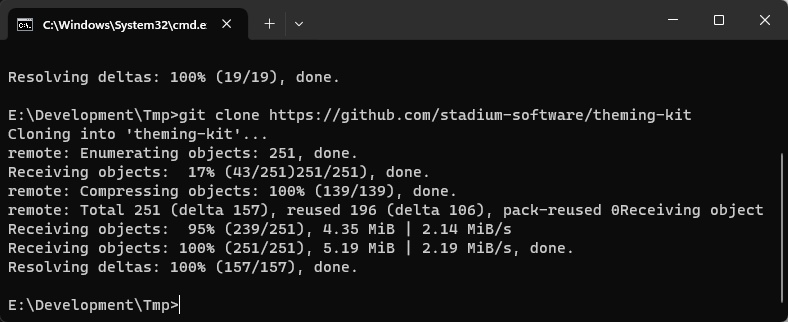 C:\Windows\System32\cmd.e
Resolving deltas: 100% (19/19), done.
E:\Development\Tmp>git clone https://github.com/stadium-software/theming-kit
Cloning into 'theming-kit'...
remote: Enumerating objects: 251, done.
Receiving objects:  17% (43/251)251/251), done.
remote: Compressing objects: 100% (139/139), done.
remote: Total 251 (delta 157), reused 196 (delta 106), pack-reused 0Receiving object
Receiving objects:  95% (239/251), 4.35 MiB | 2.14 MiB/s
Receiving objects: 100% (251/251), 5.19 MiB | 2.19 MiB/s, done.
Resolving deltas: 100% (157/157), done.
E:\Development\Tmp>